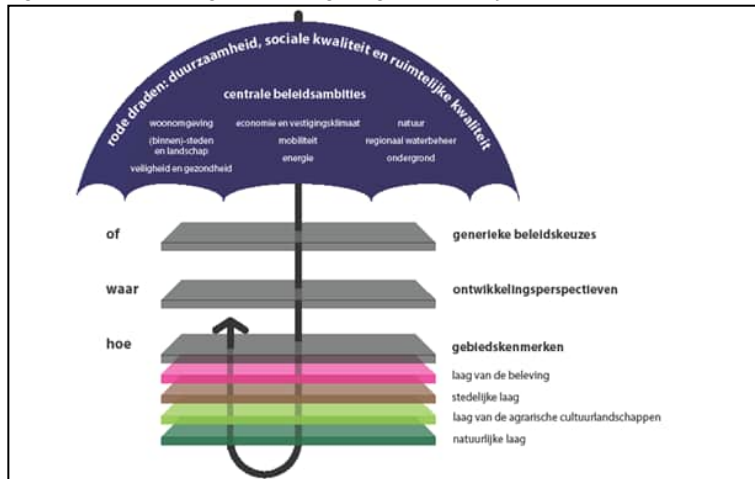 rode draden: duurzaamheid, sociale kwaliteit en ruimtelijke kwaliteit
centrale beleidsambities
woonomgeving
(binnen)-steden
en landschap
veiligheid en gezondheid
economie en vestigingsklimaat
mobiliteit
energie
natuur
regionaal waterbeheer
ondergrond
of
generieke beleidskeuzes
waar
ontwikkelingsperspectieven
hoe
gebiedskenmerken
laag van de beleving
stedelijke laag
laag van de agrarische cultuurlandschappen
natuurlijke laag